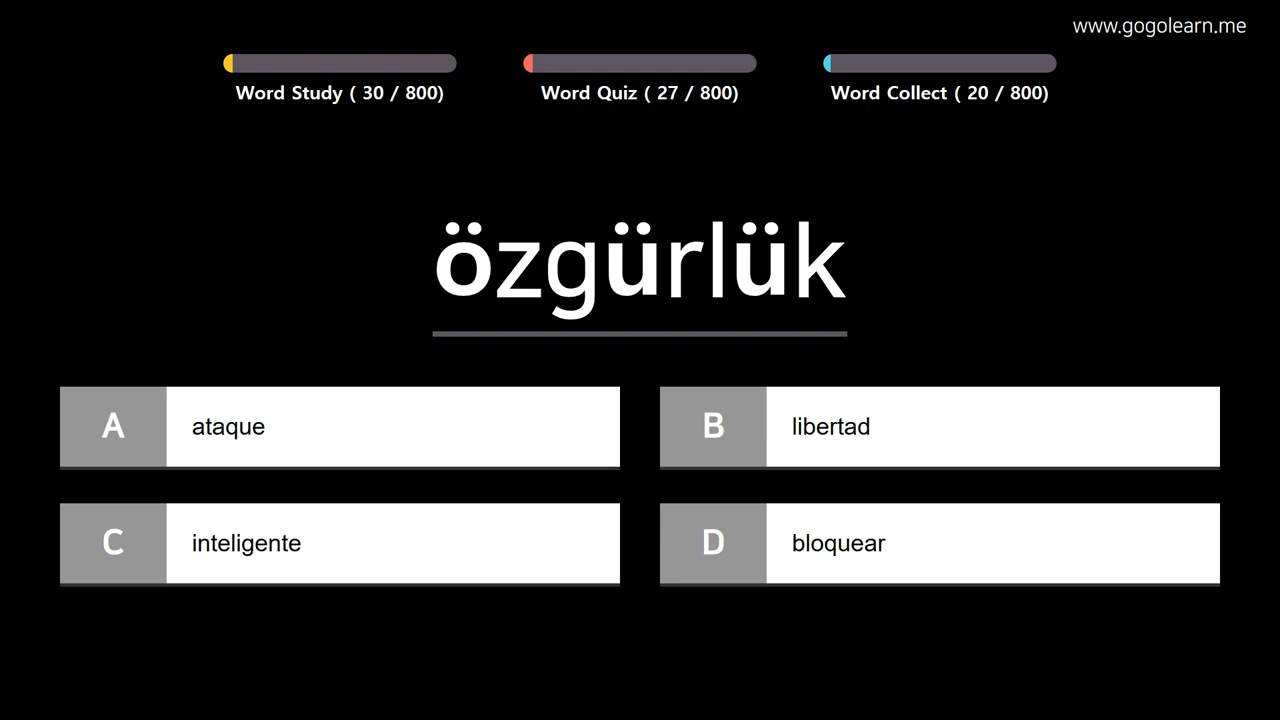 www.gogolearn.me
Word Study ( 30 / 800)
Word Quiz ( 27 / 800)
Word Collect ( 20 / 800)
özgürlük
A ataque
B libertad
C inteligente
D bloquear